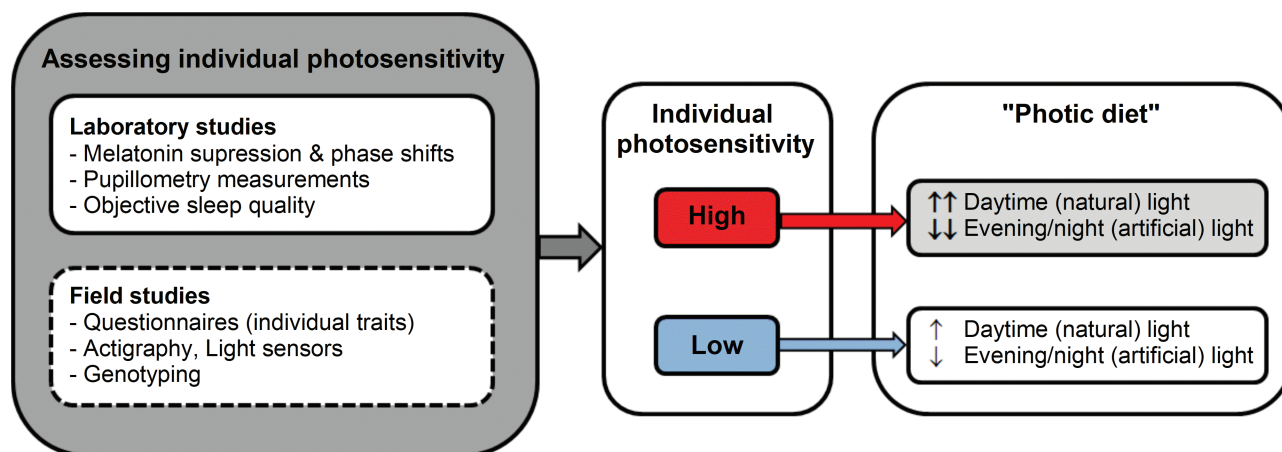 Assessing individual photosensitivity
Laboratory studies
- Melatonin supression & phase shifts
- Pupillometry measurements
- Objective sleep quality
Field studies
- Questionnaires (individual traits)
- Actigraphy, Light sensors
- Genotyping
Individual
photosensitivity
High
Low
"Photic diet"
↑↑ Daytime (natural) light
↓↓ Evening/night (artificial) light
↑ Daytime (natural) light
↓ Evening/night (artificial) light